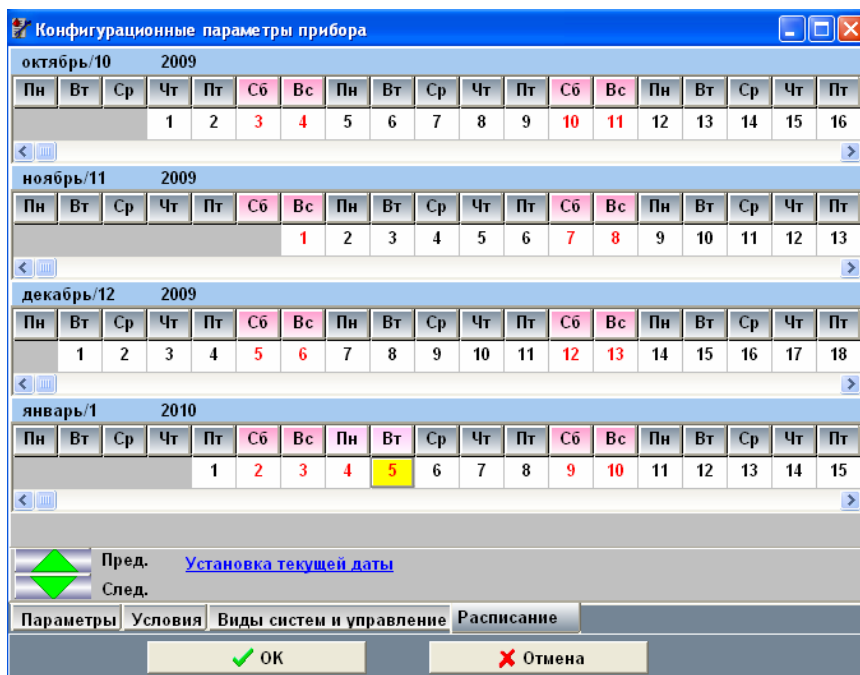 Конфигурационные параметры прибора
октябрь/10 2009
Пн Вт Ср Чт Пт Сб Вс Пн Вт Ср Чт Пт Сб Вс Пн Вт Ср Чт Пт
1 2 3 4 5 6 7 8 9 10 11 12 13 14 15 16
ноябрь/11 2009
Пн Вт Ср Чт Пт Сб Вс Пн Вт Ср Чт Пт Сб Вс Пн Вт Ср Чт Пт
1 2 3 4 5 6 7 8 9 10 11 12 13
декабрь/12 2009
Пн Вт Ср Чт Пт Сб Вс Пн Вт Ср Чт Пт Сб Вс Пн Вт Ср Чт Пт
1 2 3 4 5 6 7 8 9 10 11 12 13 14 15 16 17 18
январь/1 2010
Пн Вт Ср Чт Пт Сб Вс Пн Вт Ср Чт Пт Сб Вс Пн Вт Ср Чт Пт
1 2 3 4 5 6 7 8 9 10 11 12 13 14 15
Пред. Установка текущей даты
След.
Параметры Условия Виды систем и управление Расписание
ОК Отмена